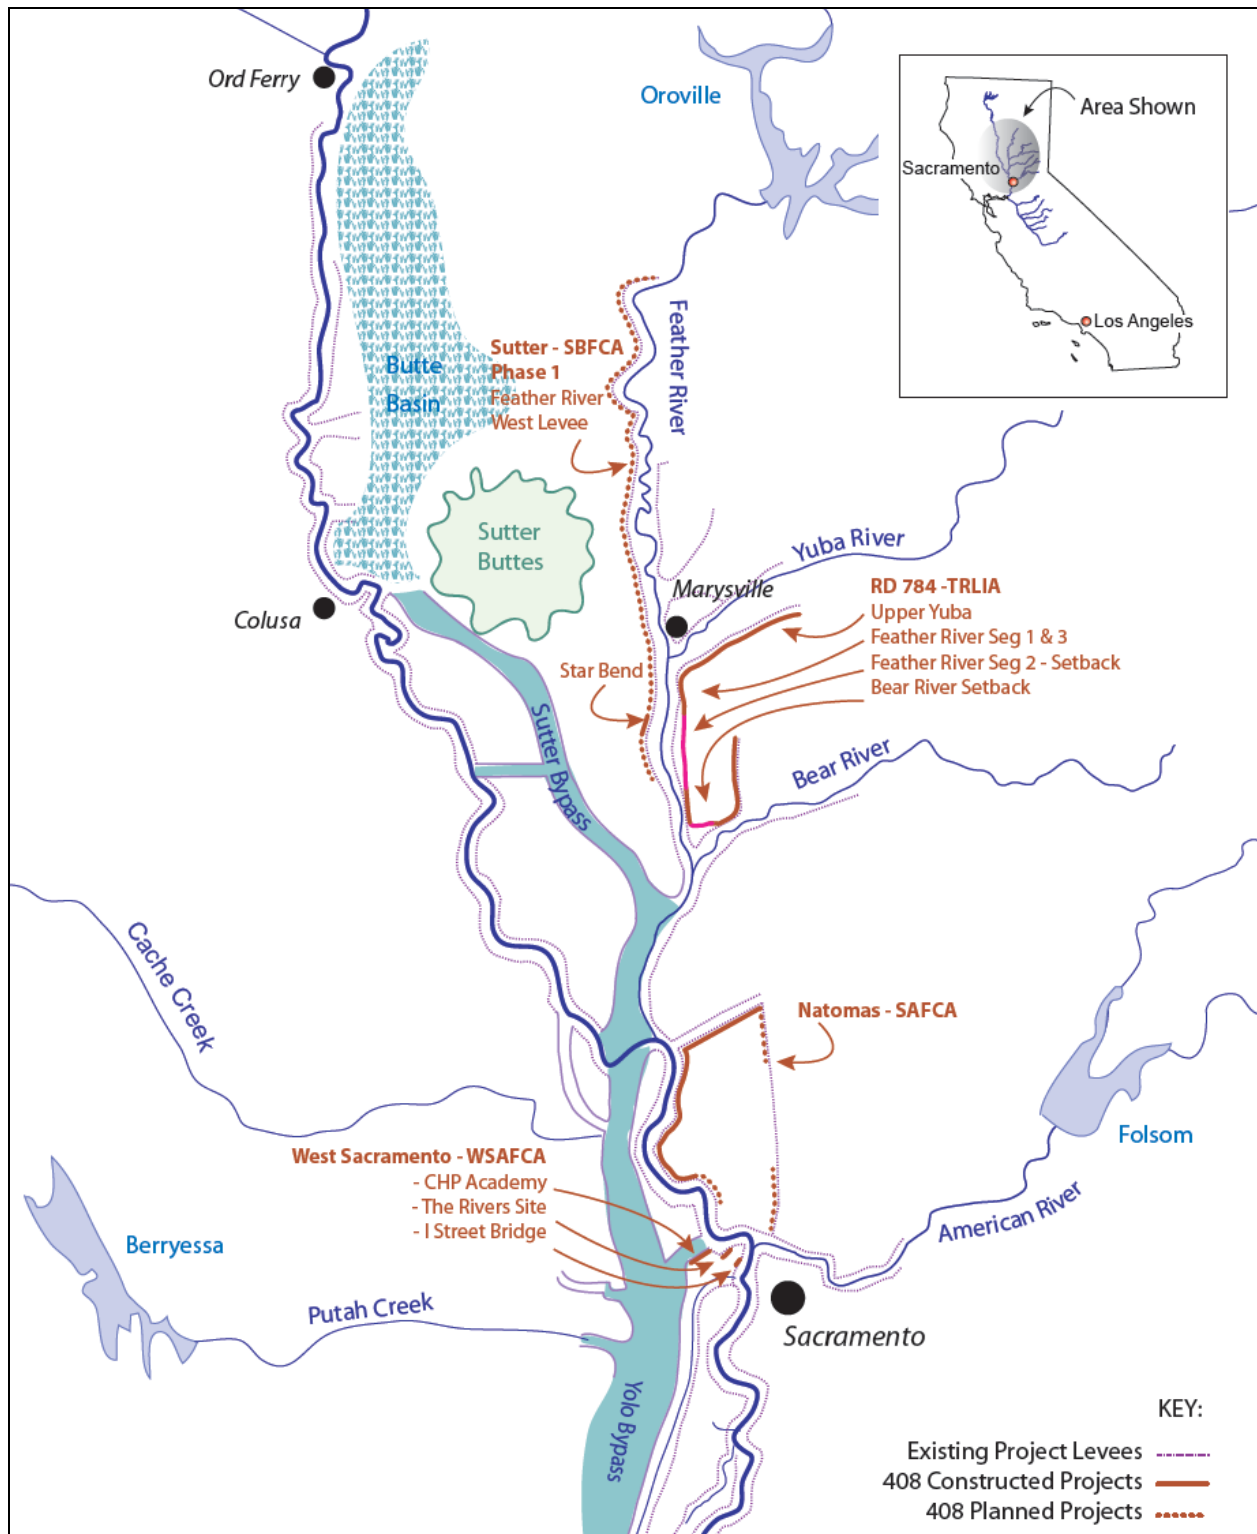 Ord Ferry
Oroville
Area Shown
Sacramento
Los Angeles
Feather River
Sutter - SBFCA
Phase 1
Feather River
West Levee
Butte
Basin
Sutter
Buttes
Yuba River
Marysville
RD 784 -TRLIA
Upper Yuba
Feather River Seg 1 & 3
Feather River Seg 2 - Setback
Bear River Setback
Colusa
Star Bend
Sutter Bypass
Bear River
Cache Creek
Natomas - SAFCA
Folsom
West Sacramento - WSAFCA
- CHP Academy
- The Rivers Site
- I Street Bridge
American River
Berryessa
Putah Creek
Sacramento
Yolo Bypass
KEY:
Existing Project Levees
408 Constructed Projects
408 Planned Projects